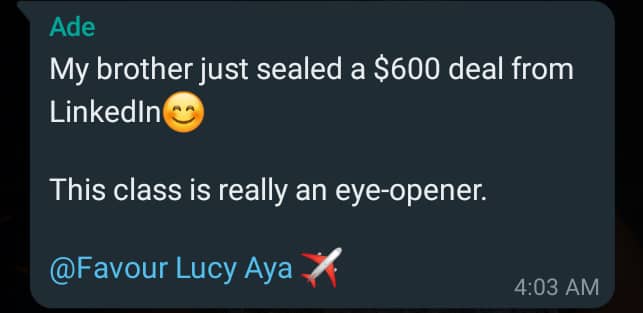 Ade
My brother just sealed a $600 deal from
LinkedIn😊
This class is really an eye-opener.
@Favour Lucy Aya ✈️
4:03 AM